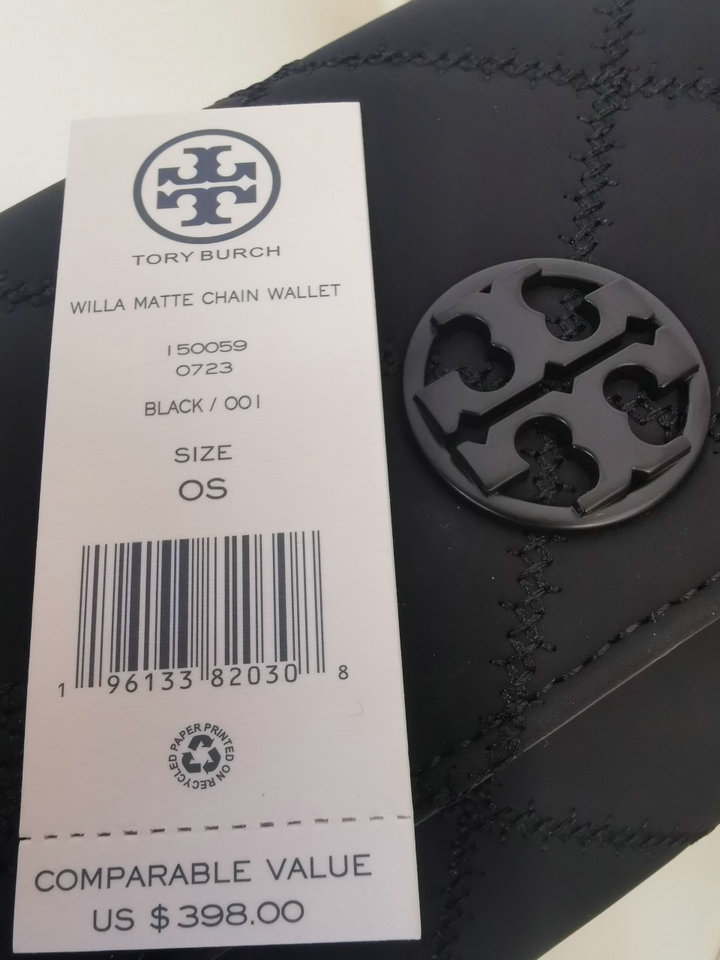 TORY BURCH
WILLA MATTE CHAIN WALLET
150059
0723
BLACK / 001
SIZE
OS
1 96133 82030 8
PRINTED ON RECYCLED PAPER
COMPARABLE VALUE
US $398.00